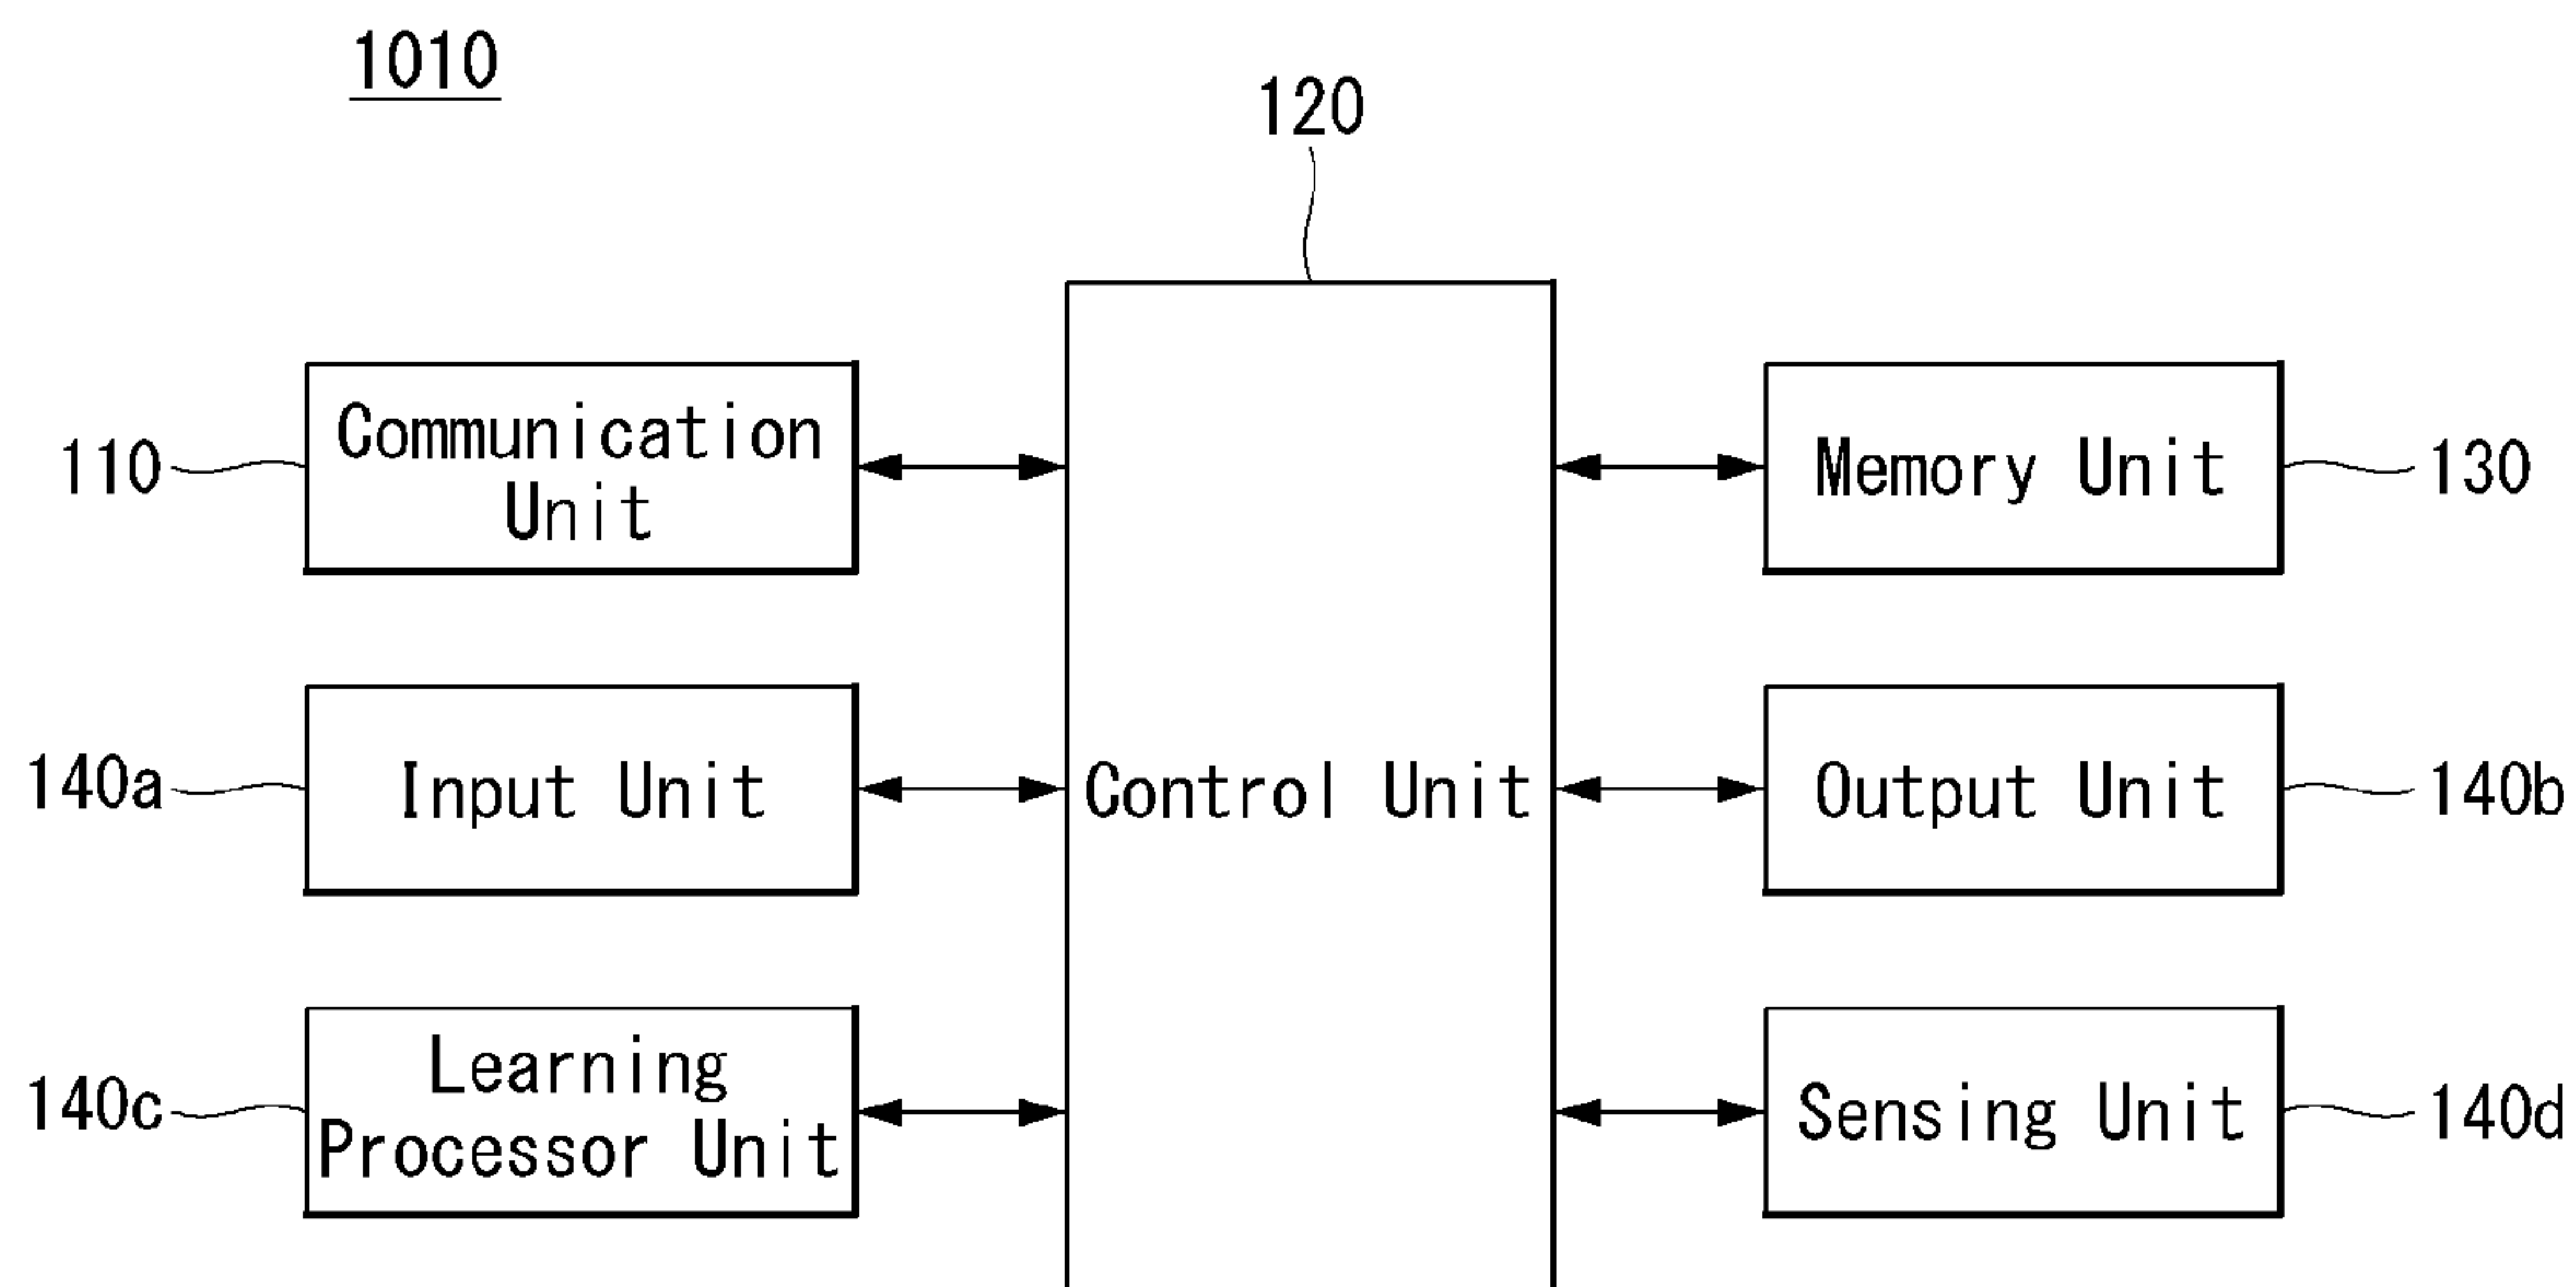 1010
120
110
Communication
Unit
Memory Unit
130
140a
Input Unit
Control Unit
Output Unit
140b
140c
Learning
Processor Unit
Sensing Unit
140d